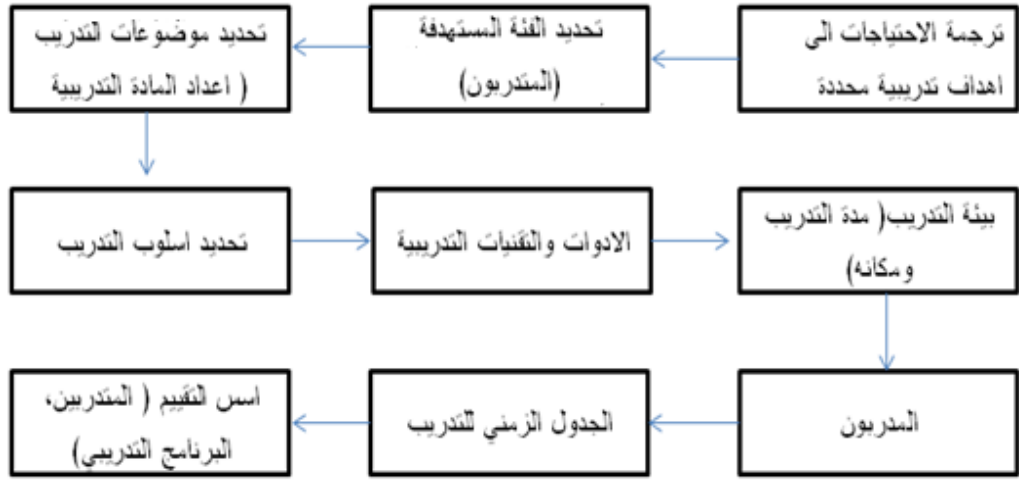 ترجمة الاحتياجات الى
اهداف تدريبية محددة
تحديد الفئة المستهدفة
(المتدربون)
تحديد موضوعات التدريب
( اعداد المادة التدريبية
تحديد اسلوب التدريب
الادوات والتقنيات التدريبية
بيئة التدريب( مدة التدريب
ومكانه)
المدربون
الجدول الزمني للتدريب
اسس التقييم ( المتدربين،
البرنامج التدريبي)